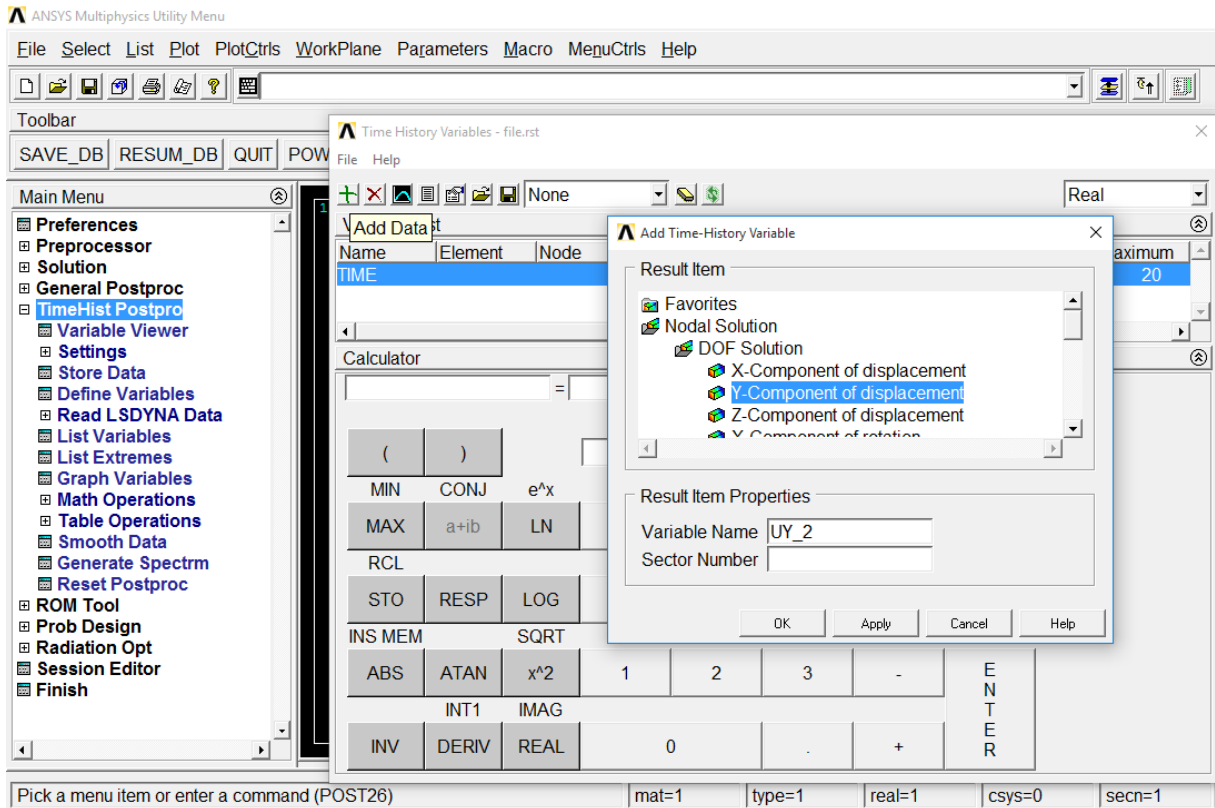 ANSYS Multiphysics Utility Menu
File Select List Plot PlotCtrls WorkPlane Parameters Macro MenuCtrls Help
Toolbar
SAVE_DB RESUM_DB QUIT POW
Main Menu
Preferences
Preprocessor
Solution
General Postproc
TimeHist Postpro
Variable Viewer
Settings
Store Data
Define Variables
Read LSDYNA Data
List Variables
List Extremes
Graph Variables
Math Operations
Table Operations
Smooth Data
Generate Spectrm
Reset Postproc
ROM Tool
Prob Design
Radiation Opt
Session Editor
Finish
1
Time History Variables - file.rst
File Help
None Real
Add Data
Name Element Node aximum
TIME 20
Calculator
=
( )
MIN CONJ e^x
MAX a+ib LN
RCL
STO RESP LOG
INS MEM SQRT
ABS ATAN x^2 1 2 3 -
INT1 IMAG
INV DERIV REAL 0 . +
ENTER
Add Time-History Variable
Result Item
Favorites
Nodal Solution
DOF Solution
X-Component of displacement
Y-Component of displacement
Z-Component of displacement
X-Component of rotation
Result Item Properties
Variable Name UY_2
Sector Number
OK Apply Cancel Help
Pick a menu item or enter a command (POST26) mat=1 type=1 real=1 csys=0 secn=1